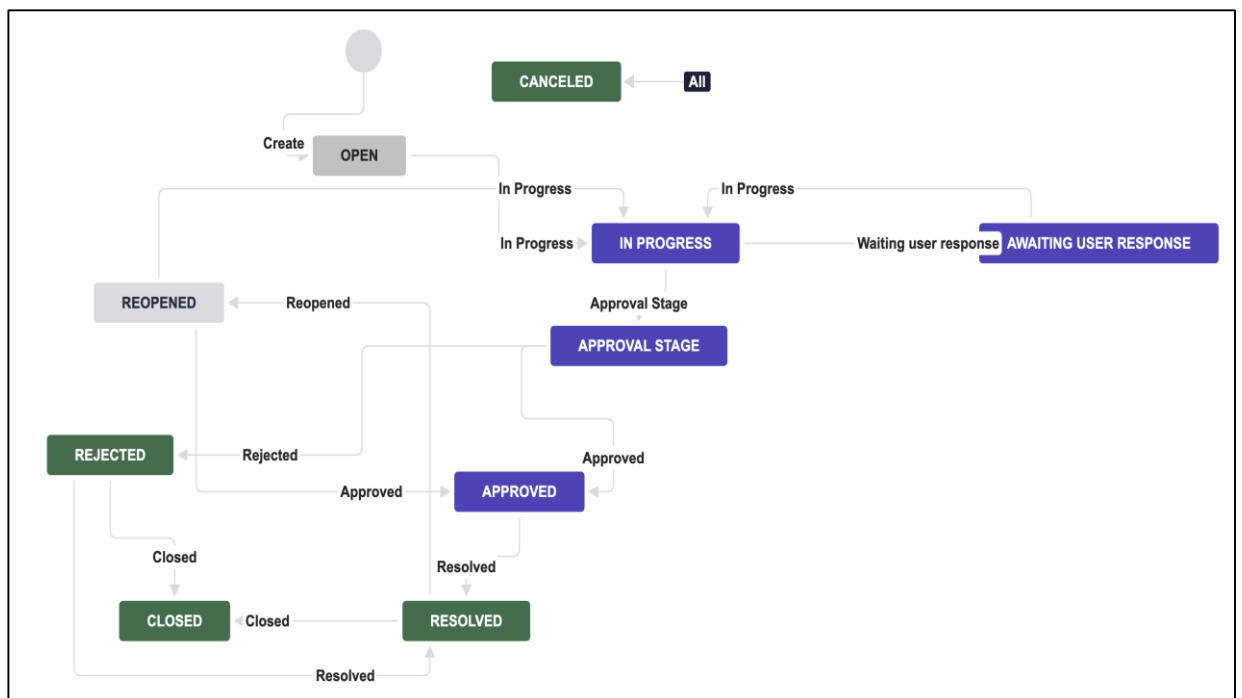 CANCELED
All
Create
OPEN
In Progress
In Progress
In Progress
IN PROGRESS
Waiting user response
AWAITING USER RESPONSE
REOPENED
Reopened
Approval Stage
APPROVAL STAGE
REJECTED
Rejected
Approved
Approved
APPROVED
Closed
Resolved
CLOSED
Closed
RESOLVED
Resolved